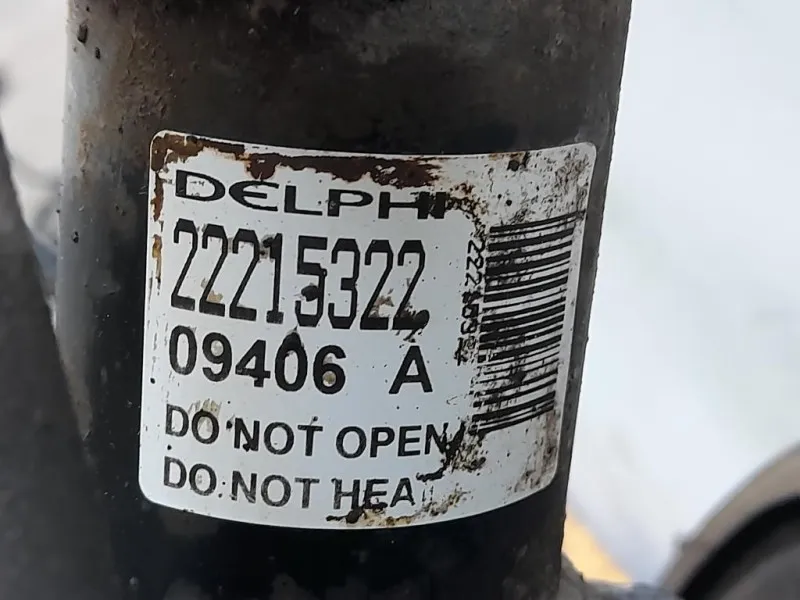 DELPHI
22215322
09406 A
DO NOT OPEN
DO NOT HEA